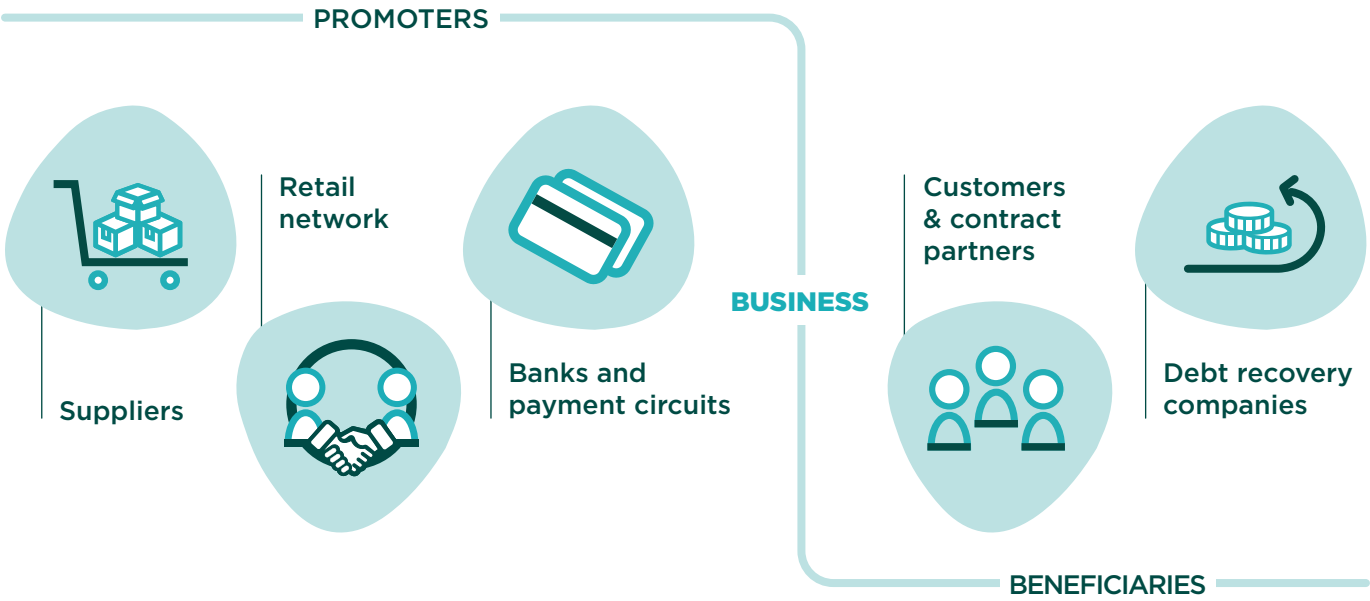 PROMOTERS
Suppliers
Retail
network
Banks and
payment circuits
BUSINESS
Customers
& contract
partners
Debt recovery
companies
BENEFICIARIES